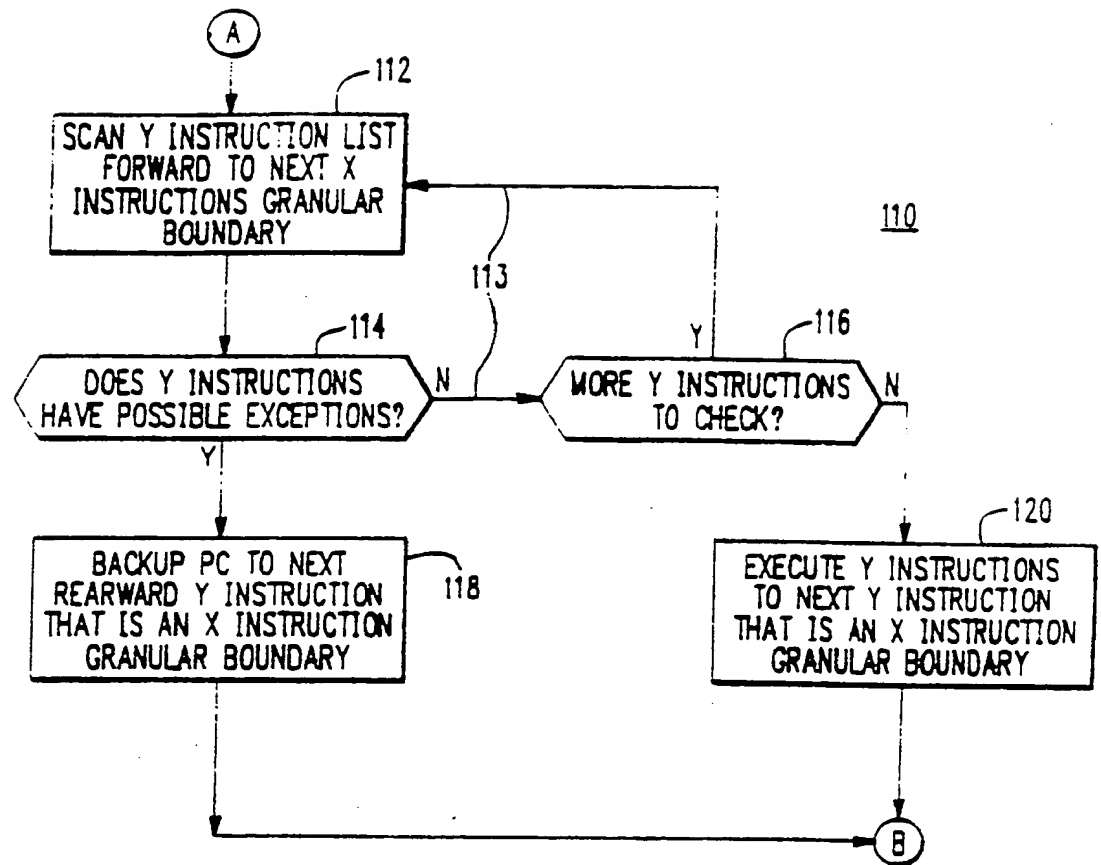 A
112
SCAN Y INSTRUCTION LIST
FORWARD TO NEXT X
INSTRUCTIONS GRANULAR
BOUNDARY
110
113
114
DOES Y INSTRUCTIONS
HAVE POSSIBLE EXCEPTIONS?
N
Y
Y
116
MORE Y INSTRUCTIONS
TO CHECK?
N
BACKUP PC TO NEXT
REARWARD Y INSTRUCTION
THAT IS AN X INSTRUCTION
GRANULAR BOUNDARY
118
120
EXECUTE Y INSTRUCTIONS
TO NEXT Y INSTRUCTION
THAT IS AN X INSTRUCTION
GRANULAR BOUNDARY
B